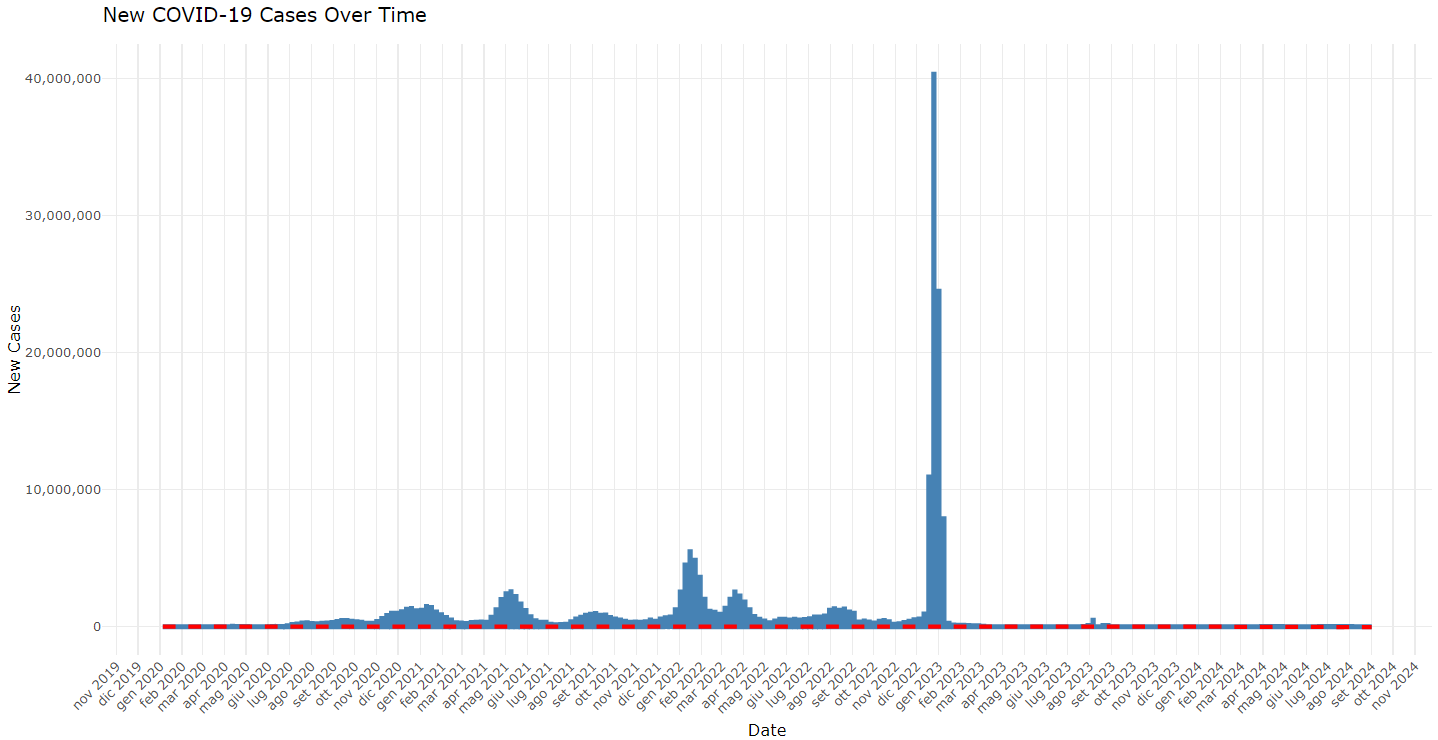 New COVID-19 Cases Over Time
New Cases
40,000,000
30,000,000
20,000,000
10,000,000
0
nov 2019
dic 2019
gen 2020
feb 2020
mar 2020
apr 2020
mag 2020
giu 2020
lug 2020
ago 2020
set 2020
ott 2020
nov 2020
dic 2020
gen 2021
feb 2021
mar 2021
apr 2021
mag 2021
giu 2021
lug 2021
ago 2021
set 2021
ott 2021
nov 2021
dic 2021
gen 2022
feb 2022
mar 2022
apr 2022
mag 2022
giu 2022
lug 2022
ago 2022
set 2022
ott 2022
nov 2022
dic 2022
gen 2023
feb 2023
mar 2023
apr 2023
mag 2023
giu 2023
lug 2023
ago 2023
set 2023
ott 2023
nov 2023
dic 2023
gen 2024
feb 2024
mar 2024
apr 2024
mag 2024
giu 2024
lug 2024
ago 2024
set 2024
ott 2024
nov 2024
Date